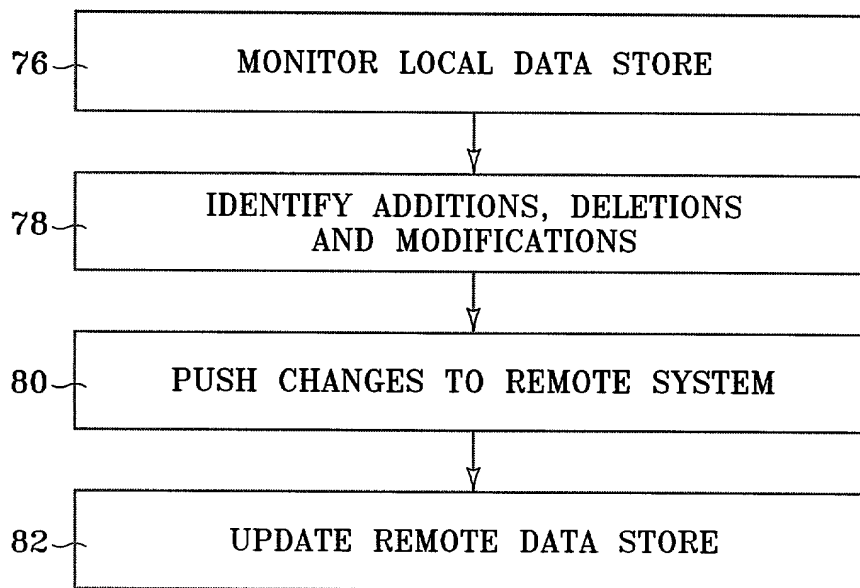 76 MONITOR LOCAL DATA STORE
78 IDENTIFY ADDITIONS, DELETIONS
AND MODIFICATIONS
80 PUSH CHANGES TO REMOTE SYSTEM
82 UPDATE REMOTE DATA STORE